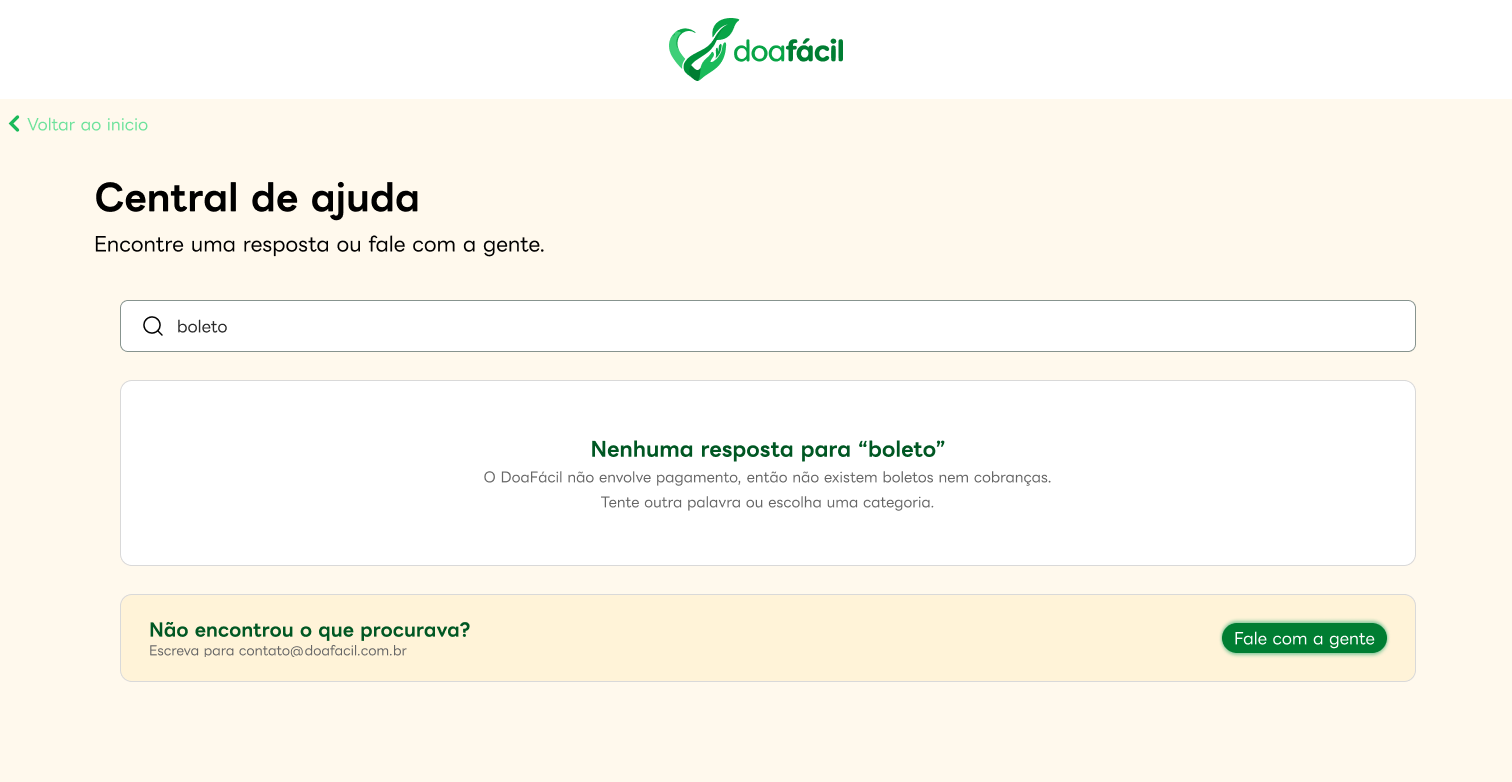 doafácil
Voltar ao inicio
Central de ajuda
Encontre uma resposta ou fale com a gente.
boleto
Nenhuma resposta para “boleto”
O DoaFácil não envolve pagamento, então não existem boletos nem cobranças.
Tente outra palavra ou escolha uma categoria.
Não encontrou o que procurava?
Escreva para contato@doafacil.com.br
Fale com a gente